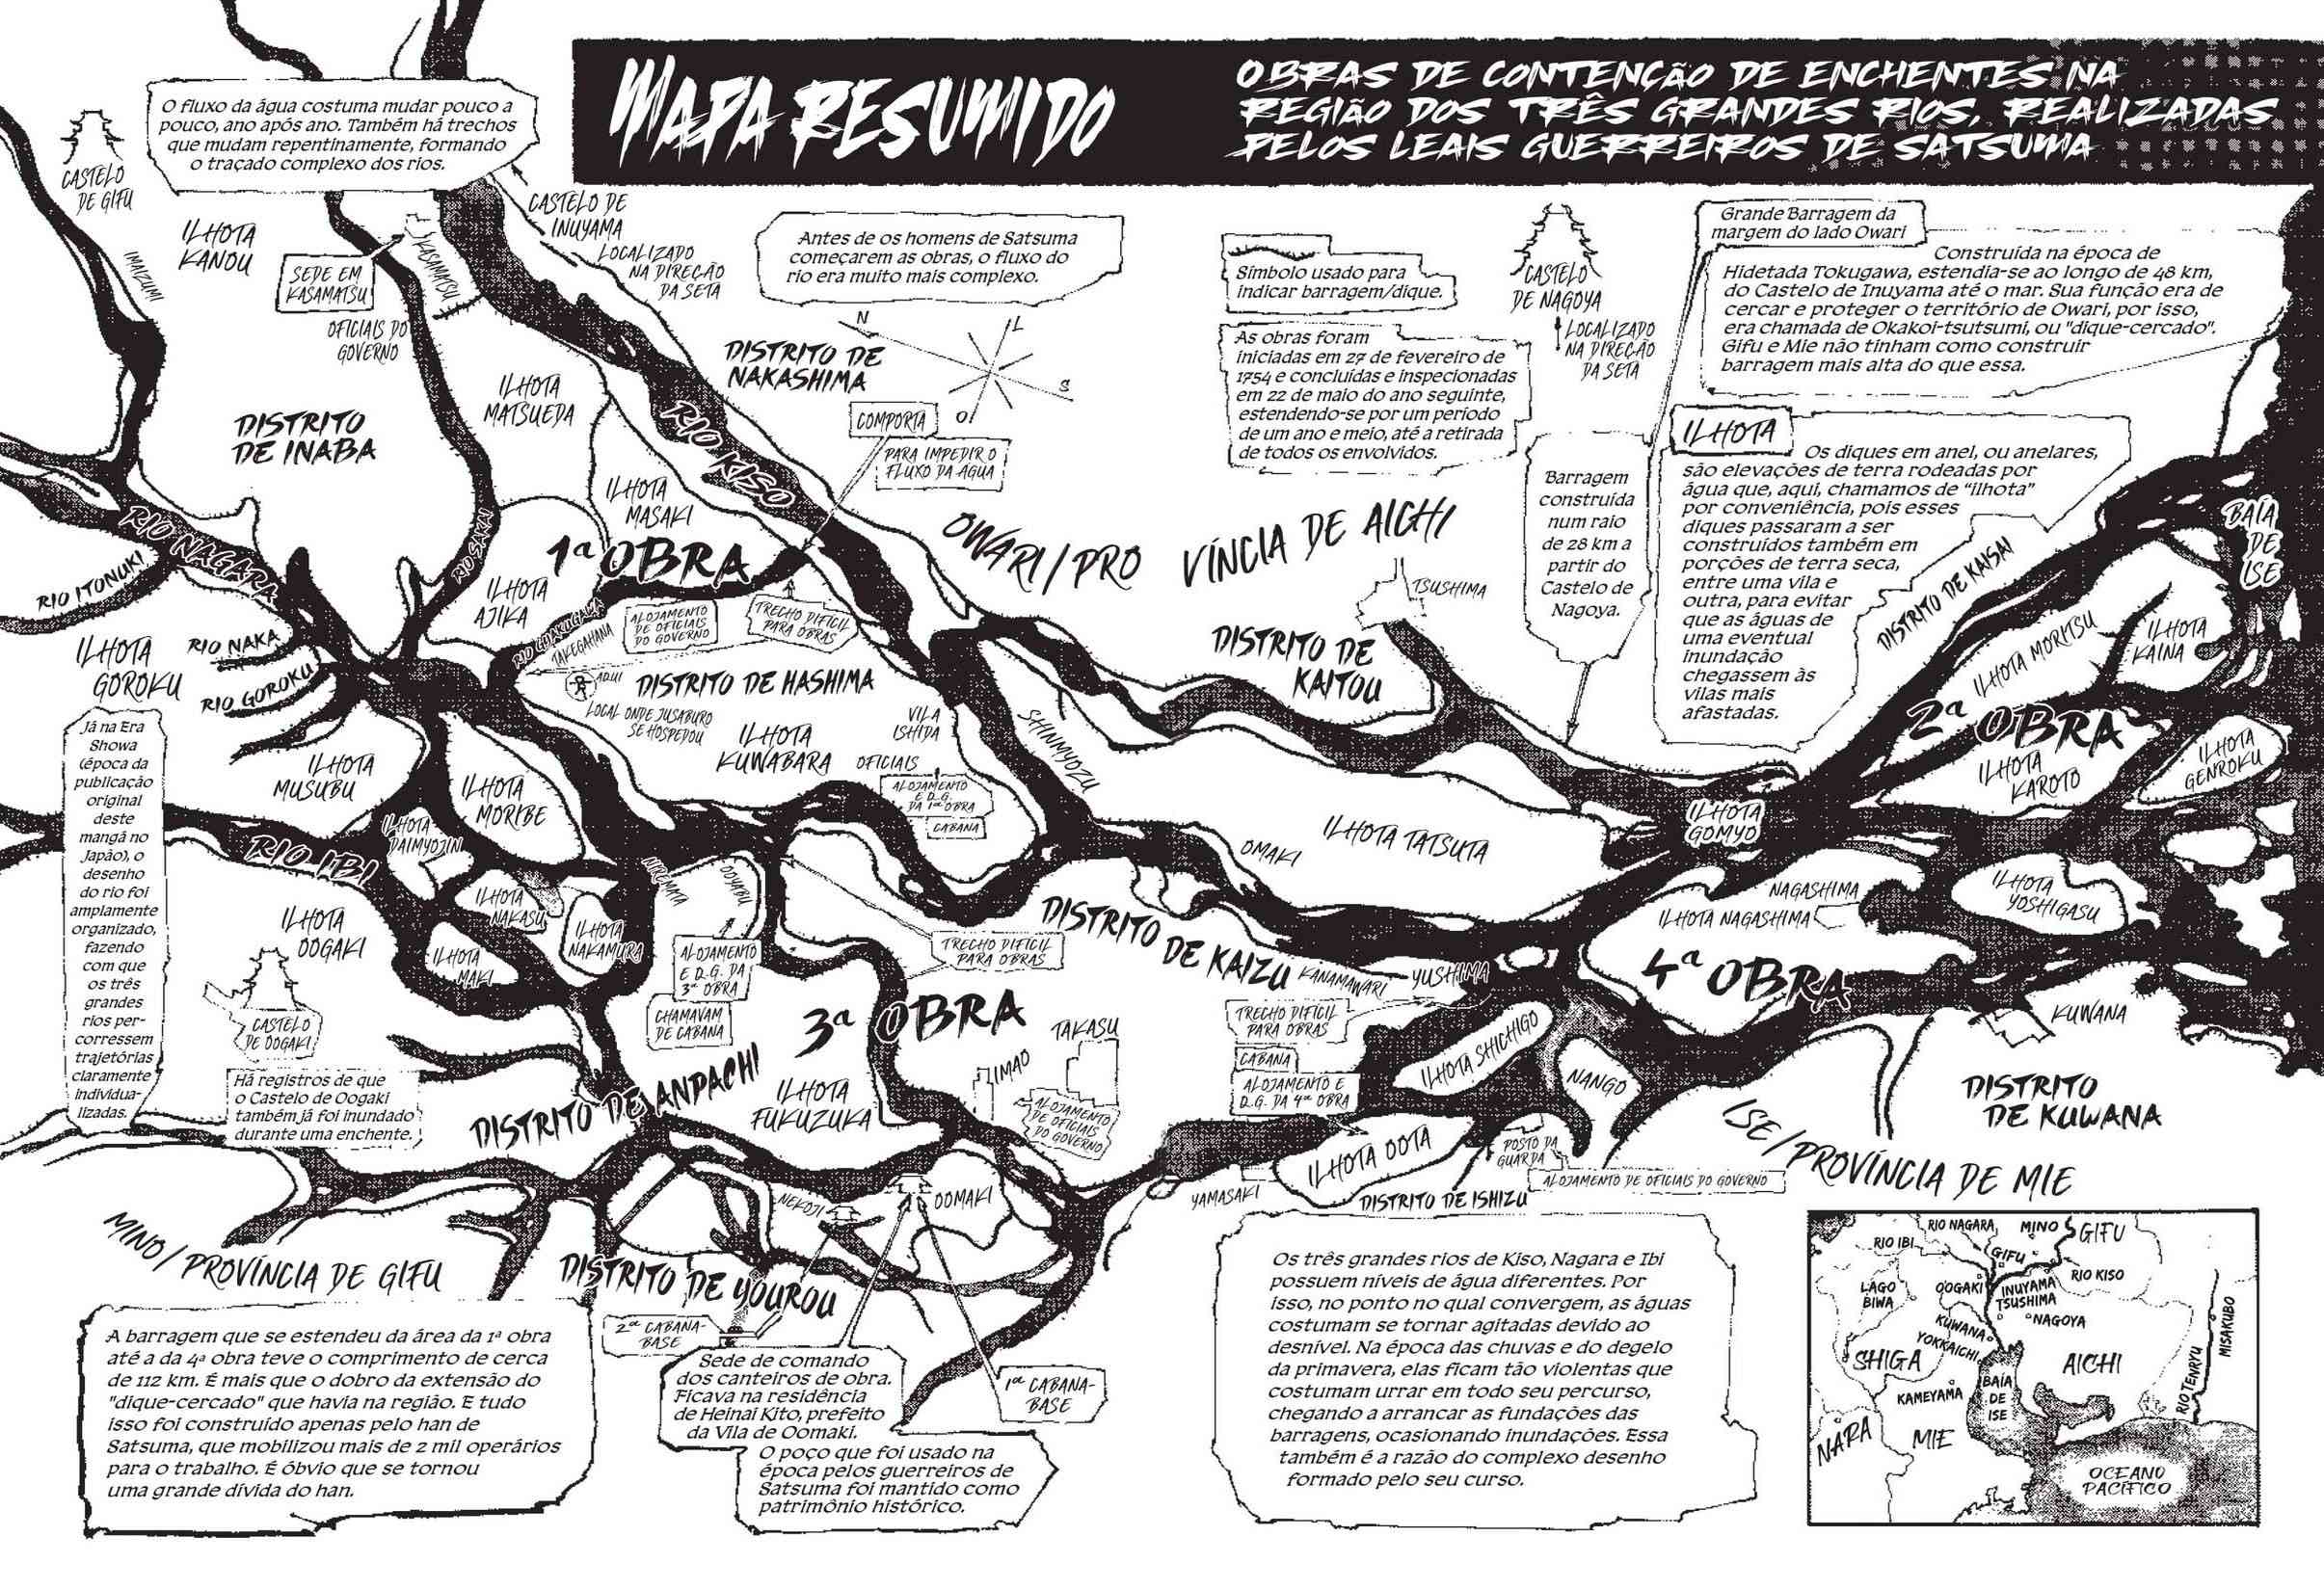 MAPA RESUMIDO
OBRAS DE CONTENÇÃO DE ENCHENTES NA
REGIÃO DOS TRÊS GRANDES RIOS, REALIZADAS
PELOS LEAIS GUERREIROS DE SATSUMA
O fluxo da água costuma mudar pouco a
pouco, ano após ano. Também há trechos
que mudam repentinamente, formando
o traçado complexo dos rios.
CASTELO
DE GIFU
ILHOTA
KANOU
IMAIZUMI
SEDE EM
KASAMATSU
KASAMATSU
OFICIAIS DO
GOVERNO
CASTELO DE
INUYAMA
LOCALIZADO
NA DIREÇÃO
DA SETA
Antes de os homens de Satsuma
começarem as obras, o fluxo do
rio era muito mais complexo.
N
L
S
O
Símbolo usado para
indicar barragem/dique.
As obras foram
iniciadas em 27 de fevereiro de
1754 e concluídas e inspecionadas
em 22 de maio do ano seguinte,
estendendo-se por um período
de um ano e meio, até a retirada
de todos os envolvidos.
CASTELO
DE NAGOYA
LOCALIZADO
NA DIREÇÃO
DA SETA
Grande Barragem da
margem do lado Owari
Construída na época de
Hidetada Tokugawa, estendia-se ao longo de 48 km,
do Castelo de Inuyama até o mar. Sua função era de
cercar e proteger o território de Owari, por isso,
era chamada de Okakoi-tsutsumi, ou "dique-cercado".
Gifu e Mie não tinham como construir
barragem mais alta do que essa.
ILHOTA
Os diques em anel, ou anelares,
são elevações de terra rodeadas por
água que, aqui, chamamos de “ilhota”
por conveniência, pois esses
diques passaram a ser
construídos também em
porções de terra seca,
entre uma vila e
outra, para evitar
que as águas de
uma eventual
inundação
chegassem às
vilas mais
afastadas.
Barragem
construída
num raio
de 28 km a
partir do
Castelo de
Nagoya.
DISTRITO DE
NAKASHIMA
ILHOTA
MATSUEDA
DISTRITO
DE INABA
RIO KISO
COMPORTA
PARA IMPEDIR O
FLUXO DA ÁGUA
ILHOTA
MASAKI
RIO NAGARA
RIO ITONUKI
RIO SAKAI
1ª OBRA
ILHOTA
AJIKA
OWARI/PROVÍNCIA DE AICHI
TSUSHIMA
DISTRITO DE KAISAI
BAÍA
DE
ISE
ILHOTA
GOROKU
RIO NAKA
RIO GOROKU
TAKEGAHANA
ALOJAMENTO
DE OFICIAIS
DO GOVERNO
TRECHO DIFÍCIL
PARA OBRAS
AQUI
LOCAL ONDE JUSABURO
SE HOSPEDOU
DISTRITO DE HASHIMA
DISTRITO DE
KAITOU
ILHOTA MORITSU
ILHOTA
KAINA
2ª OBRA
ILHOTA
KAROTO
ILHOTA
GENROKU
Já na Era
Showa
(época da
publicação
original
deste
mangá no
Japão), o
desenho
do rio foi
amplamente
organizado,
fazendo
com que
os três
grandes
rios per-
corressem
trajetórias
claramente
individua-
lizadas.
ILHOTA
MUSUBU
ILHOTA
MORIBE
ILHOTA
KUWABARA
VILA
ISHIDA
OFICIAIS
ALOJAMENTO
E Q.G.
DA 1ª OBRA
CABANA
SHINMYOZU
ILHOTA
DAIMYOJIN
RIO IBI
OMAKI
ILHOTA TATSUTA
ILHOTA
GOMYO
ILHOTA
OOGAKI
ILHOTA
NAKASU
ILHOTA
NAKAMURA
ILHOTA
MAKI
NIREMATA
OOYABU
ALOJAMENTO
E Q.G. DA
3ª OBRA
CHAMAVAM
DE CABANA
TRECHO DIFÍCIL
PARA OBRAS
DISTRITO DE KAIZU
KANAMAWARI
YUSHIMA
NAGASHIMA
ILHOTA NAGASHIMA
ILHOTA
YOSHIGASU
4ª OBRA
3ª OBRA
CASTELO
DE OOGAKI
Há registros de que
o Castelo de Oogaki
também já foi inundado
durante uma enchente.
DISTRITO DE ANPACHI
ILHOTA
FUKUZUKA
IMAO
TAKASU
ALOJAMENTO
DE OFICIAIS
DO GOVERNO
TRECHO DIFÍCIL
PARA OBRAS
CABANA
ALOJAMENTO E
Q.G. DA 4ª OBRA
ILHOTA SHICHIGO
NANGO
KUWANA
DISTRITO
DE KUWANA
ISE/PROVÍNCIA DE MIE
ILHOTA OOTA
POSTO DA
GUARDA
ALOJAMENTO DE OFICIAIS DO GOVERNO
YAMASAKI
DISTRITO DE ISHIZU
MINO/PROVÍNCIA DE GIFU
NEKOJI
OOMAKI
DISTRITO DE YOUROU
2ª CABANA-
BASE
Sede de comando
dos canteiros de obra.
Ficava na residência
de Heinai Kito, prefeito
da Vila de Oomaki.
O poço que foi usado na
época pelos guerreiros de
Satsuma foi mantido como
patrimônio histórico.
1ª CABANA-
BASE
A barragem que se estendeu da área da 1ª obra
até a da 4ª obra teve o comprimento de cerca
de 112 km. É mais que o dobro da extensão do
"dique-cercado" que havia na região. E tudo
isso foi construído apenas pelo han de
Satsuma, que mobilizou mais de 2 mil operários
para o trabalho. É óbvio que se tornou
uma grande dívida do han.
Os três grandes rios de Kiso, Nagara e Ibi
possuem níveis de água diferentes. Por
isso, no ponto no qual convergem, as águas
costumam se tornar agitadas devido ao
desnível. Na época das chuvas e do degelo
da primavera, elas ficam tão violentas que
costumam urrar em todo seu percurso,
chegando a arrancar as fundações das
barragens, ocasionando inundações. Essa
também é a razão do complexo desenho
formado pelo seu curso.
RIO NAGARA
MINO
GIFU
RIO IBI
GIFU
LAGO
BIWA
OOGAKI
INUYAMA
RIO KISO
TSUSHIMA
KUWANA
NAGOYA
YOKKAICHI
SHIGA
AICHI
MISAKUBO
RIO TENRYU
KAMEYAMA
BAÍA
DE
ISE
NARA
MIE
OCEANO
PACÍFICO